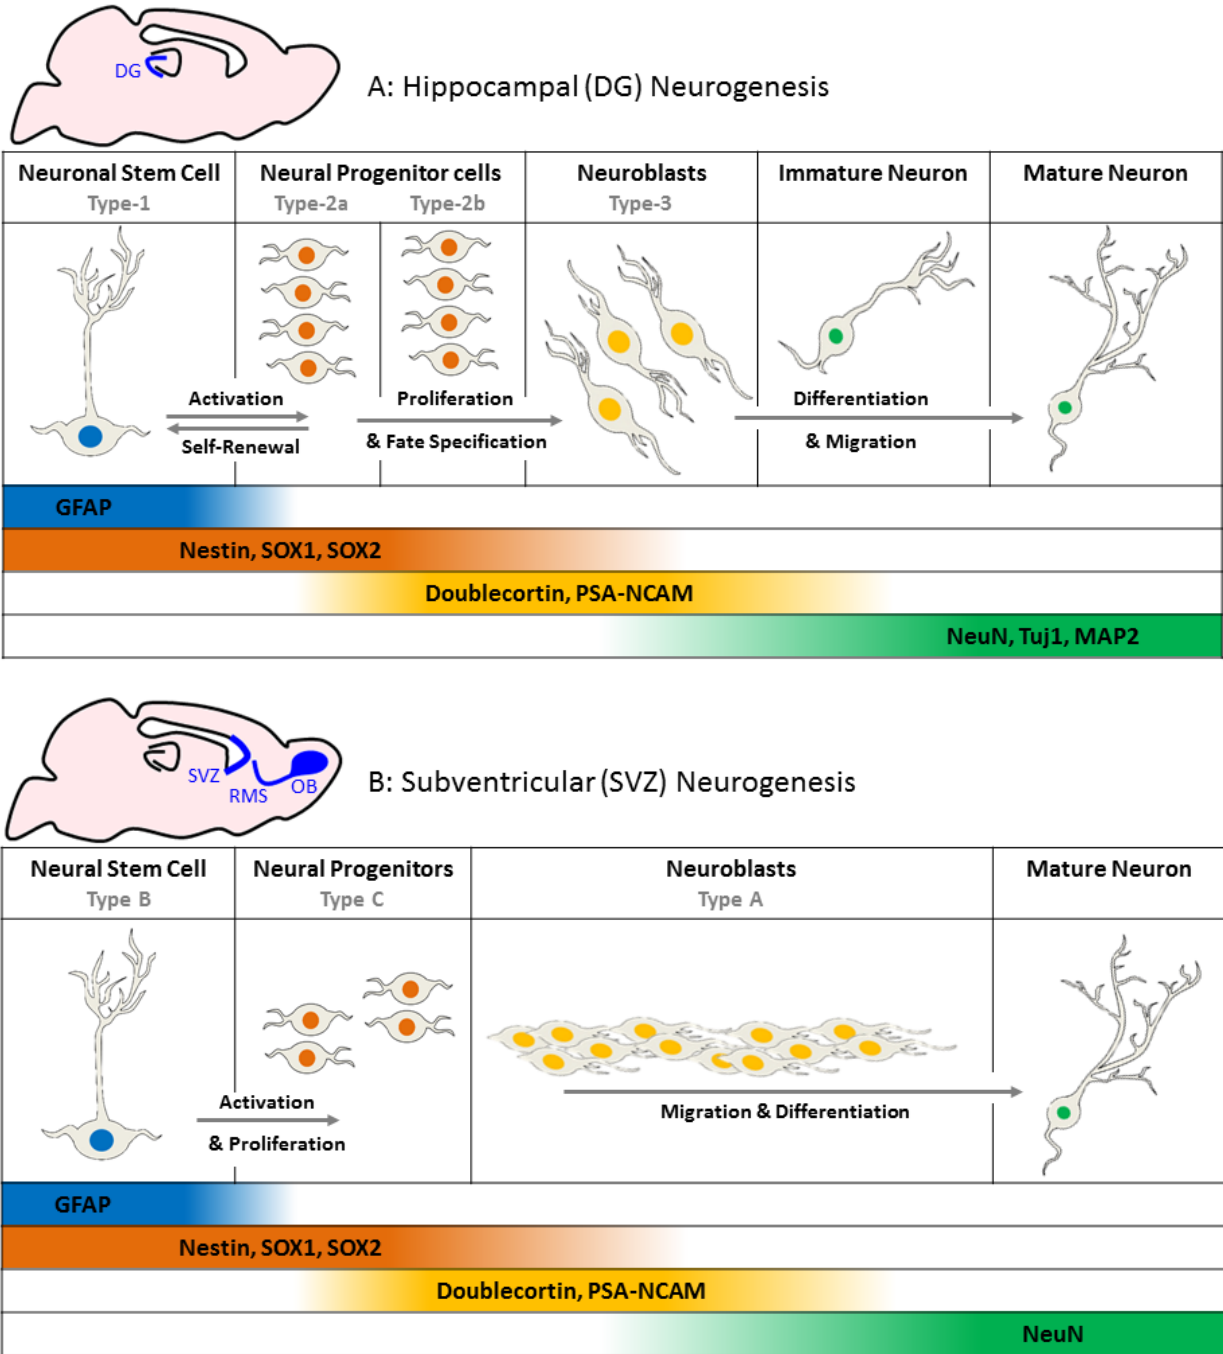 DG
A: Hippocampal (DG) Neurogenesis
Neuronal Stem Cell
Type-1
Neural Progenitor cells
Type-2a
Type-2b
Neuroblasts
Type-3
Immature Neuron
Mature Neuron
Activation
Self-Renewal
Proliferation
& Fate Specification
Differentiation
& Migration
GFAP
Nestin, SOX1, SOX2
Doublecortin, PSA-NCAM
NeuN, Tuj1, MAP2
SVZ
RMS
OB
B: Subventricular (SVZ) Neurogenesis
Neural Stem Cell
Type B
Neural Progenitors
Type C
Neuroblasts
Type A
Mature Neuron
Activation
& Proliferation
Migration & Differentiation
GFAP
Nestin, SOX1, SOX2
Doublecortin, PSA-NCAM
NeuN